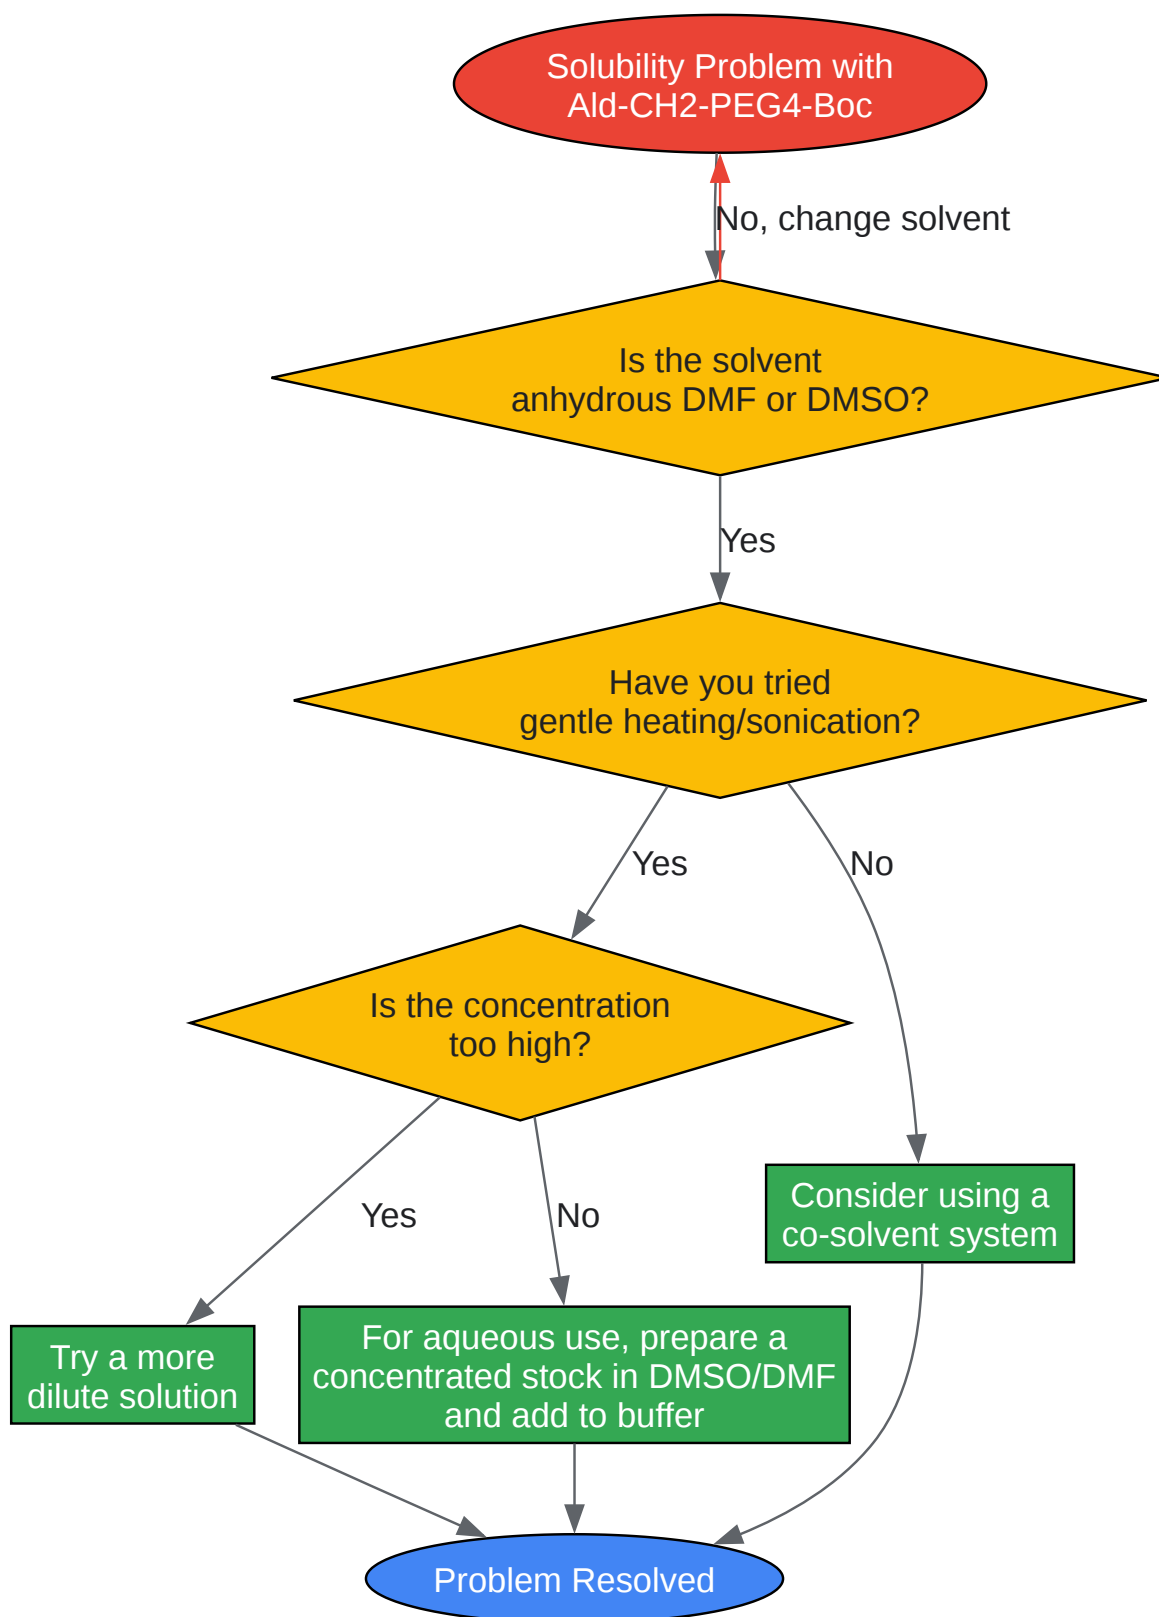 Solubility Problem with
Ald-CH2-PEG4-Boc
No, change solvent
Is the solvent
anhydrous DMF or DMSO?
Yes
Have you tried
gentle heating/sonication?
Yes
No
Is the concentration
too high?
Yes
No
Consider using a
co-solvent system
Try a more
dilute solution
For aqueous use, prepare a
concentrated stock in DMSO/DMF
and add to buffer
Problem Resolved